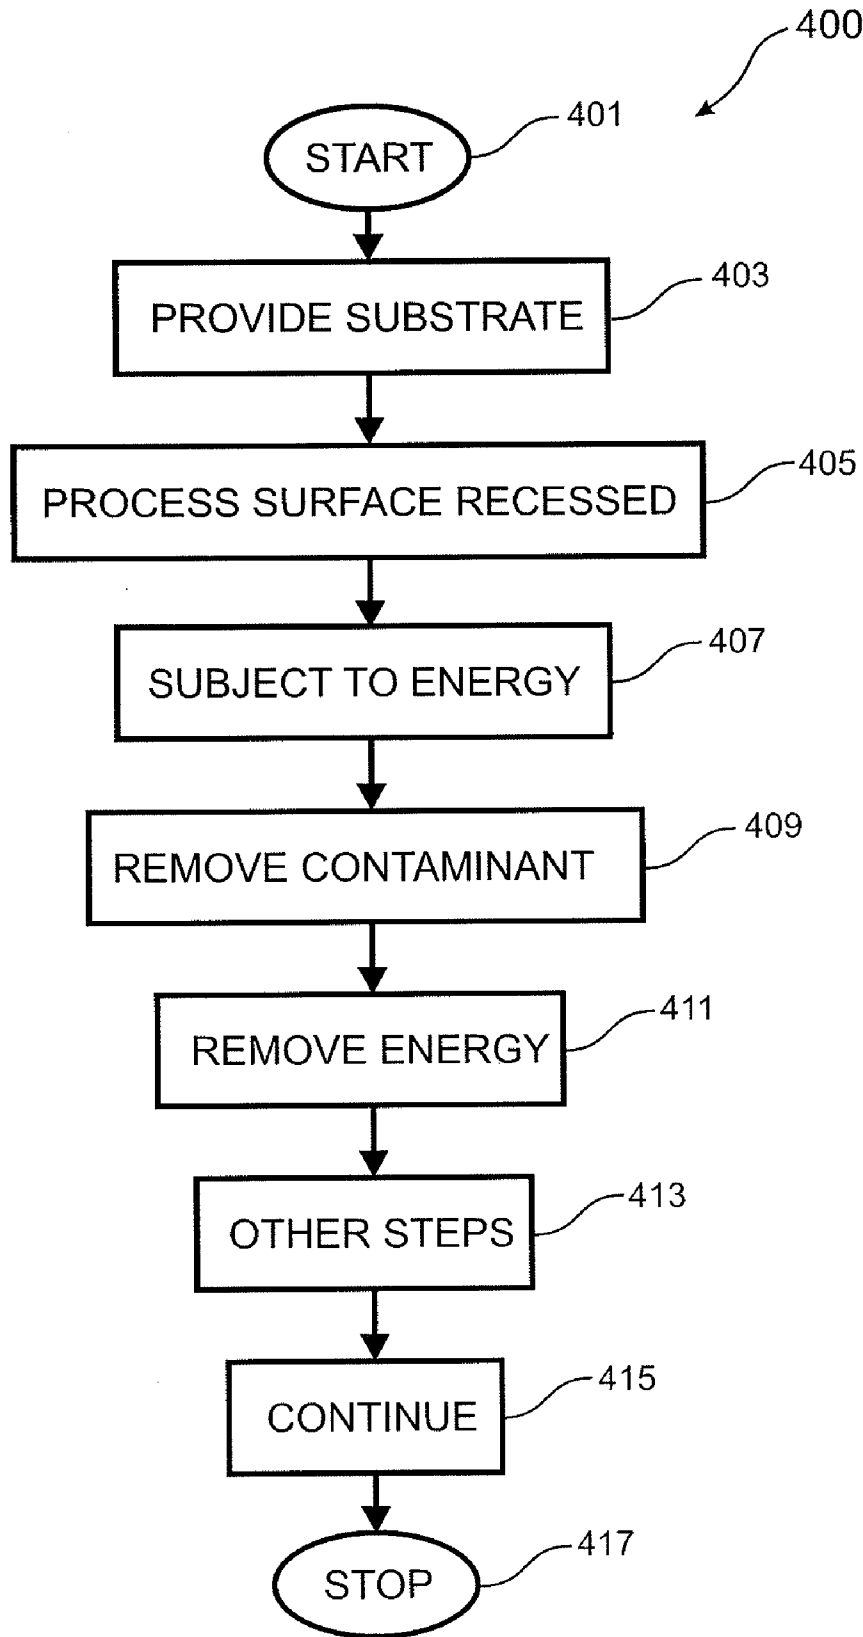 400
START
401
PROVIDE SUBSTRATE
403
PROCESS SURFACE RECESSED
405
SUBJECT TO ENERGY
407
REMOVE CONTAMINANT
409
REMOVE ENERGY
411
OTHER STEPS
413
CONTINUE
415
STOP
417